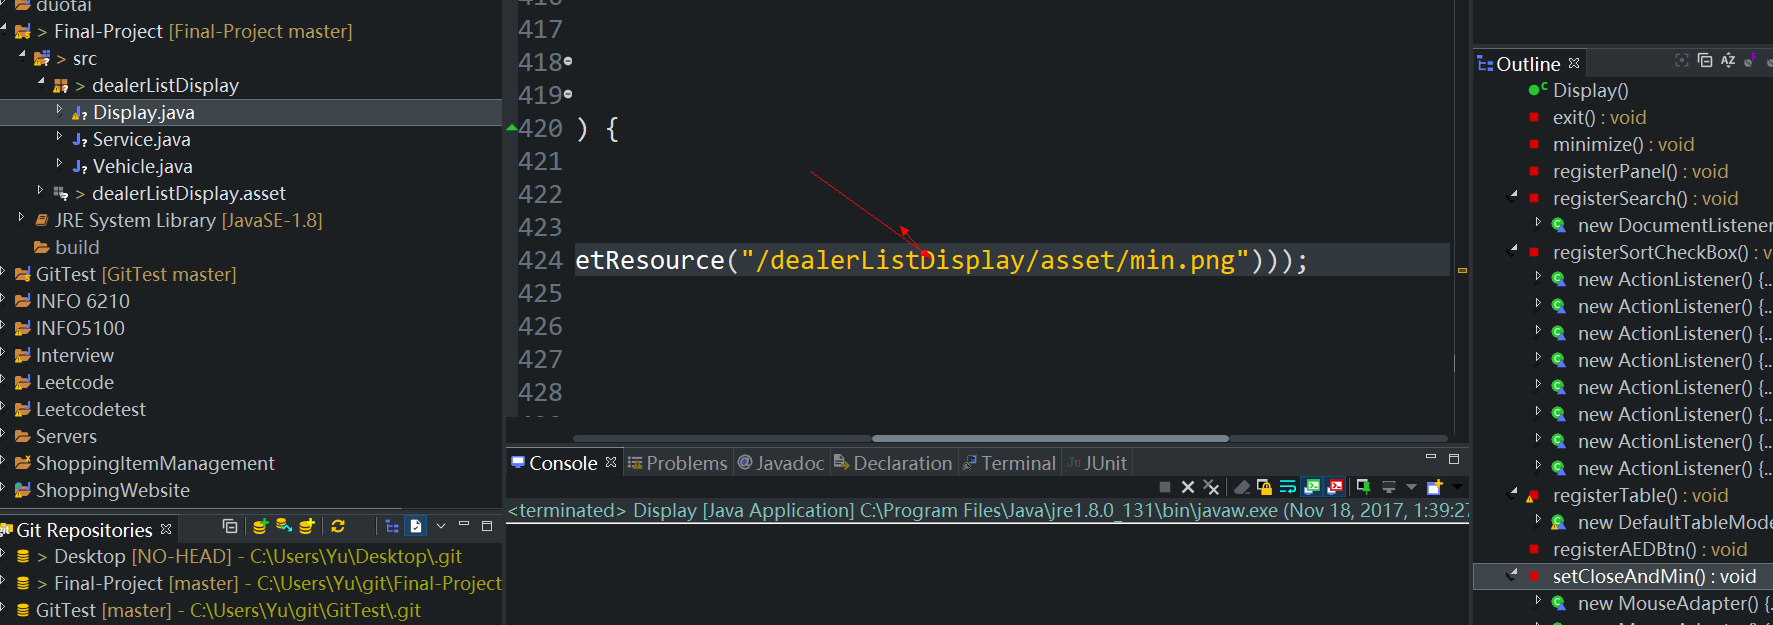 duotai
> Final-Project [Final-Project master]
> src
> dealerListDisplay
Display.java
Service.java
Vehicle.java
> dealerListDisplay.asset
JRE System Library [JavaSE-1.8]
build
GitTest [GitTest master]
INFO 6210
INFO5100
Interview
Leetcode
Leetcodetest
Servers
ShoppingItemManagement
ShoppingWebsite
Git Repositories
> Desktop [NO-HEAD] - C:\Users\Yu\Desktop\.git
> Final-Project [master] - C:\Users\Yu\git\Final-Project
GitTest [master] - C:\Users\Yu\git\GitTest\.git
417
418
419
420 ) {
421
422
423
424 etResource("/dealerListDisplay/asset/min.png")));
425
426
427
428
Console Problems @ Javadoc Declaration Terminal JUnit
<terminated> Display [Java Application] C:\Program Files\Java\jre1.8.0_131\bin\javaw.exe (Nov 18, 2017, 1:39:27
Outline
Display()
exit() : void
minimize() : void
registerPanel() : void
registerSearch() : void
new DocumentListener
registerSortCheckBox() : v
new ActionListener() {...
new ActionListener() {...
new ActionListener() {...
new ActionListener() {...
new ActionListener() {...
new ActionListener() {...
new ActionListener() {...
new ActionListener() {...
registerTable() : void
new DefaultTableMode
registerAEDBtn() : void
setCloseAndMin() : void
new MouseAdapter() {.